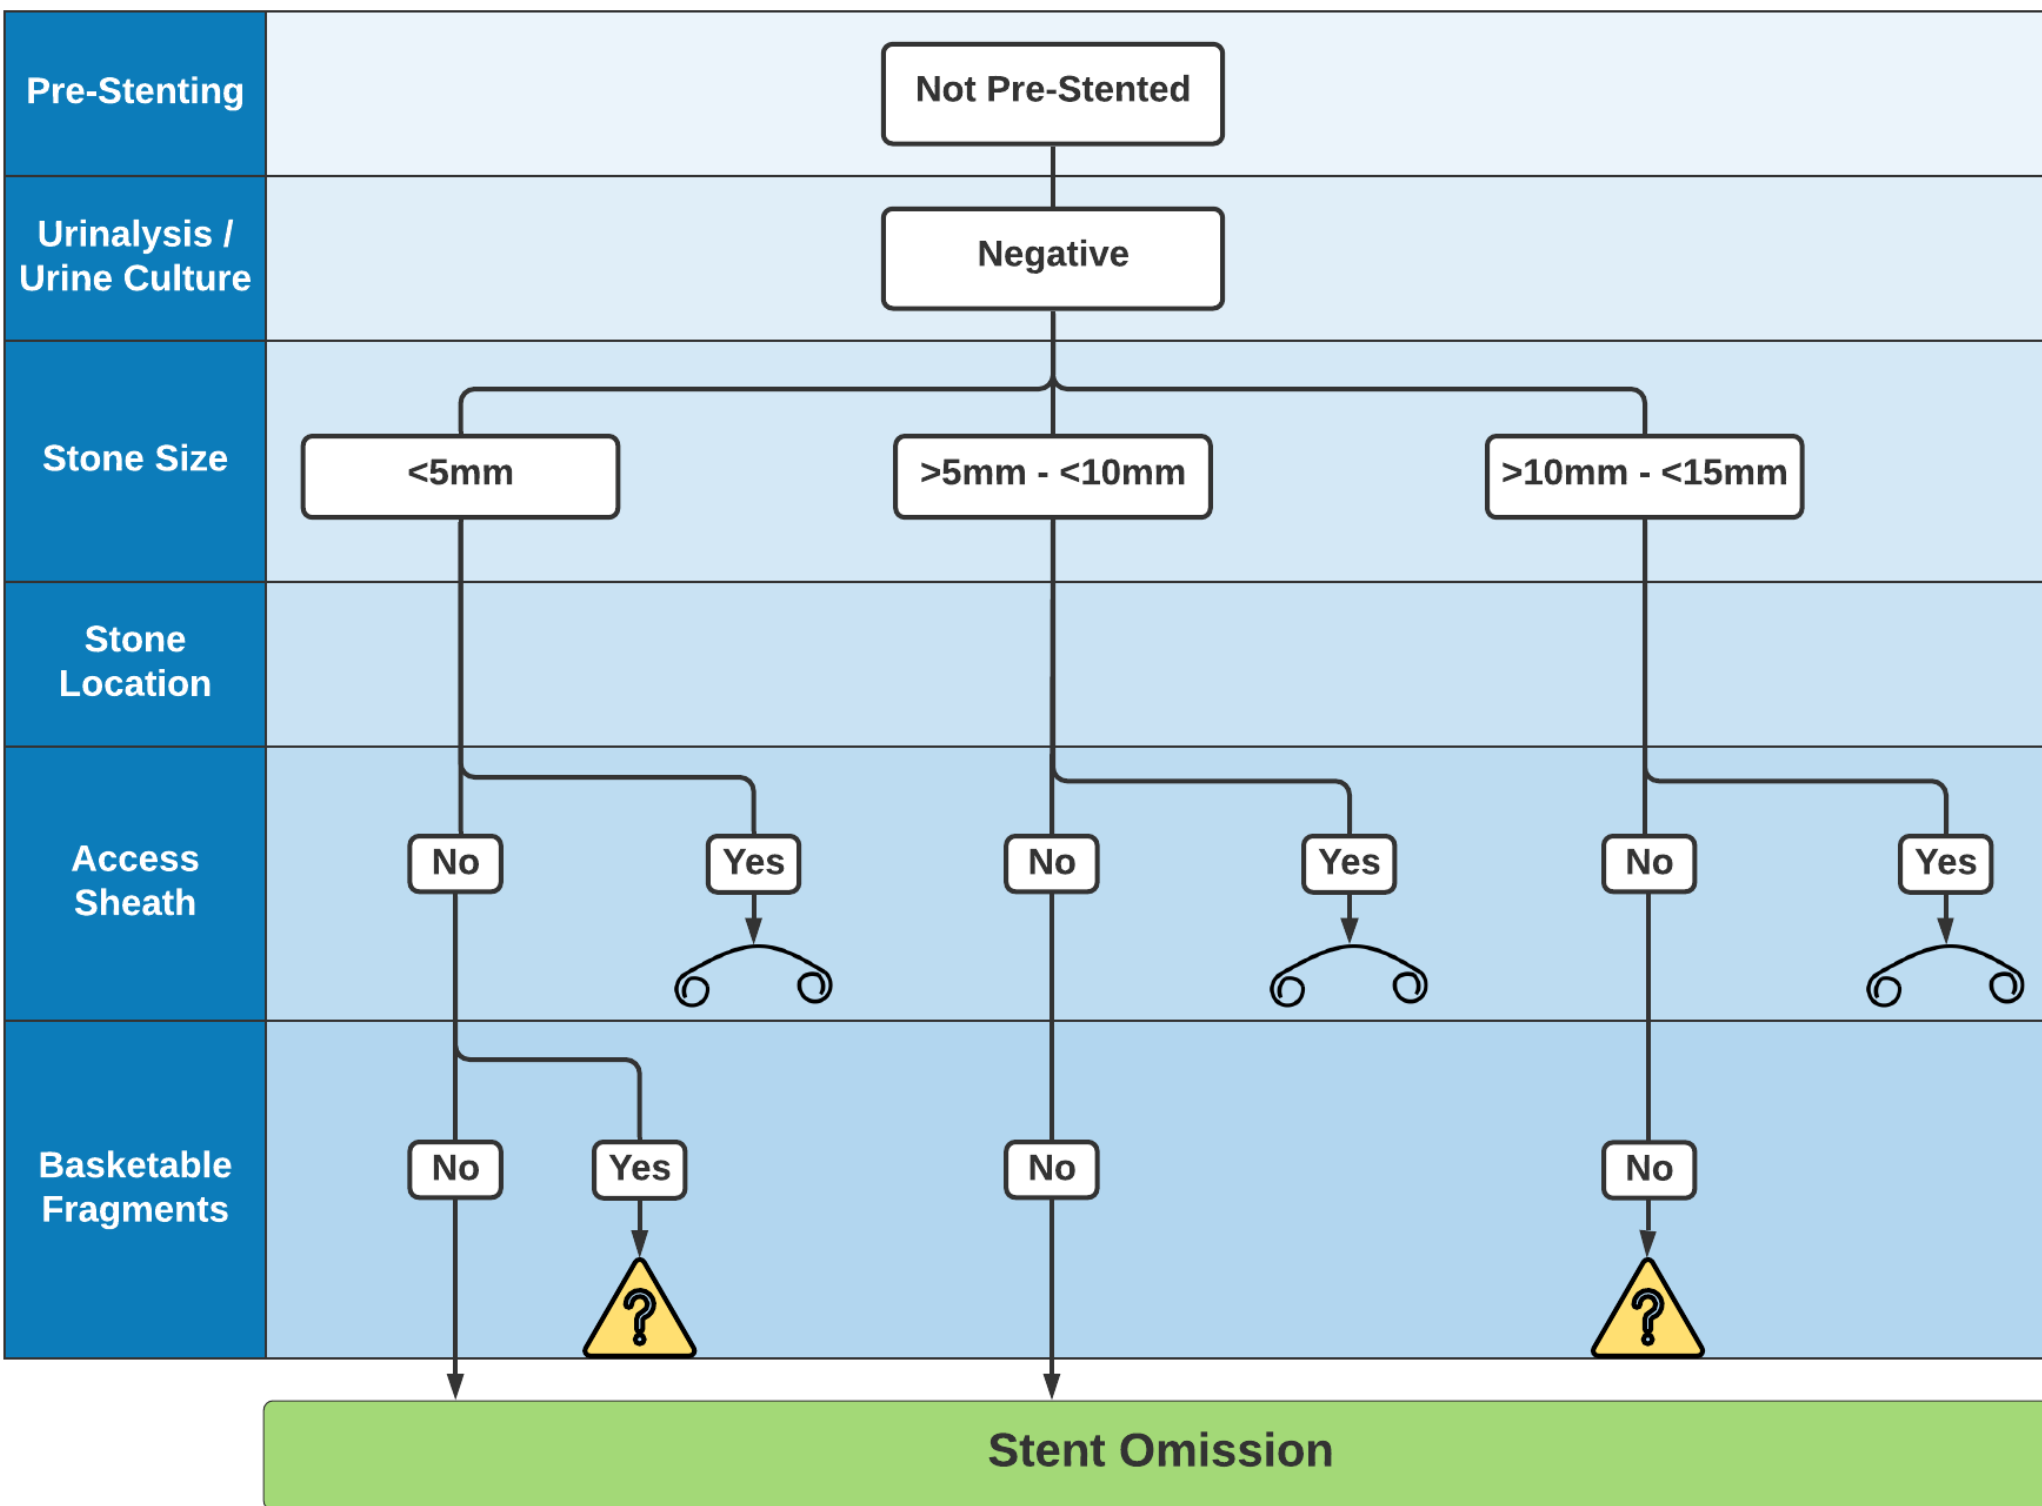 Pre-Stenting
Not Pre-Stented
Urinalysis /
Urine Culture
Negative
Stone Size
<5mm
>5mm - <10mm
>10mm - <15mm
Stone
Location
Access
Sheath
No
Yes
No
Yes
No
Yes
Basketable
Fragments
No
Yes
No
No
?
?
Stent Omission